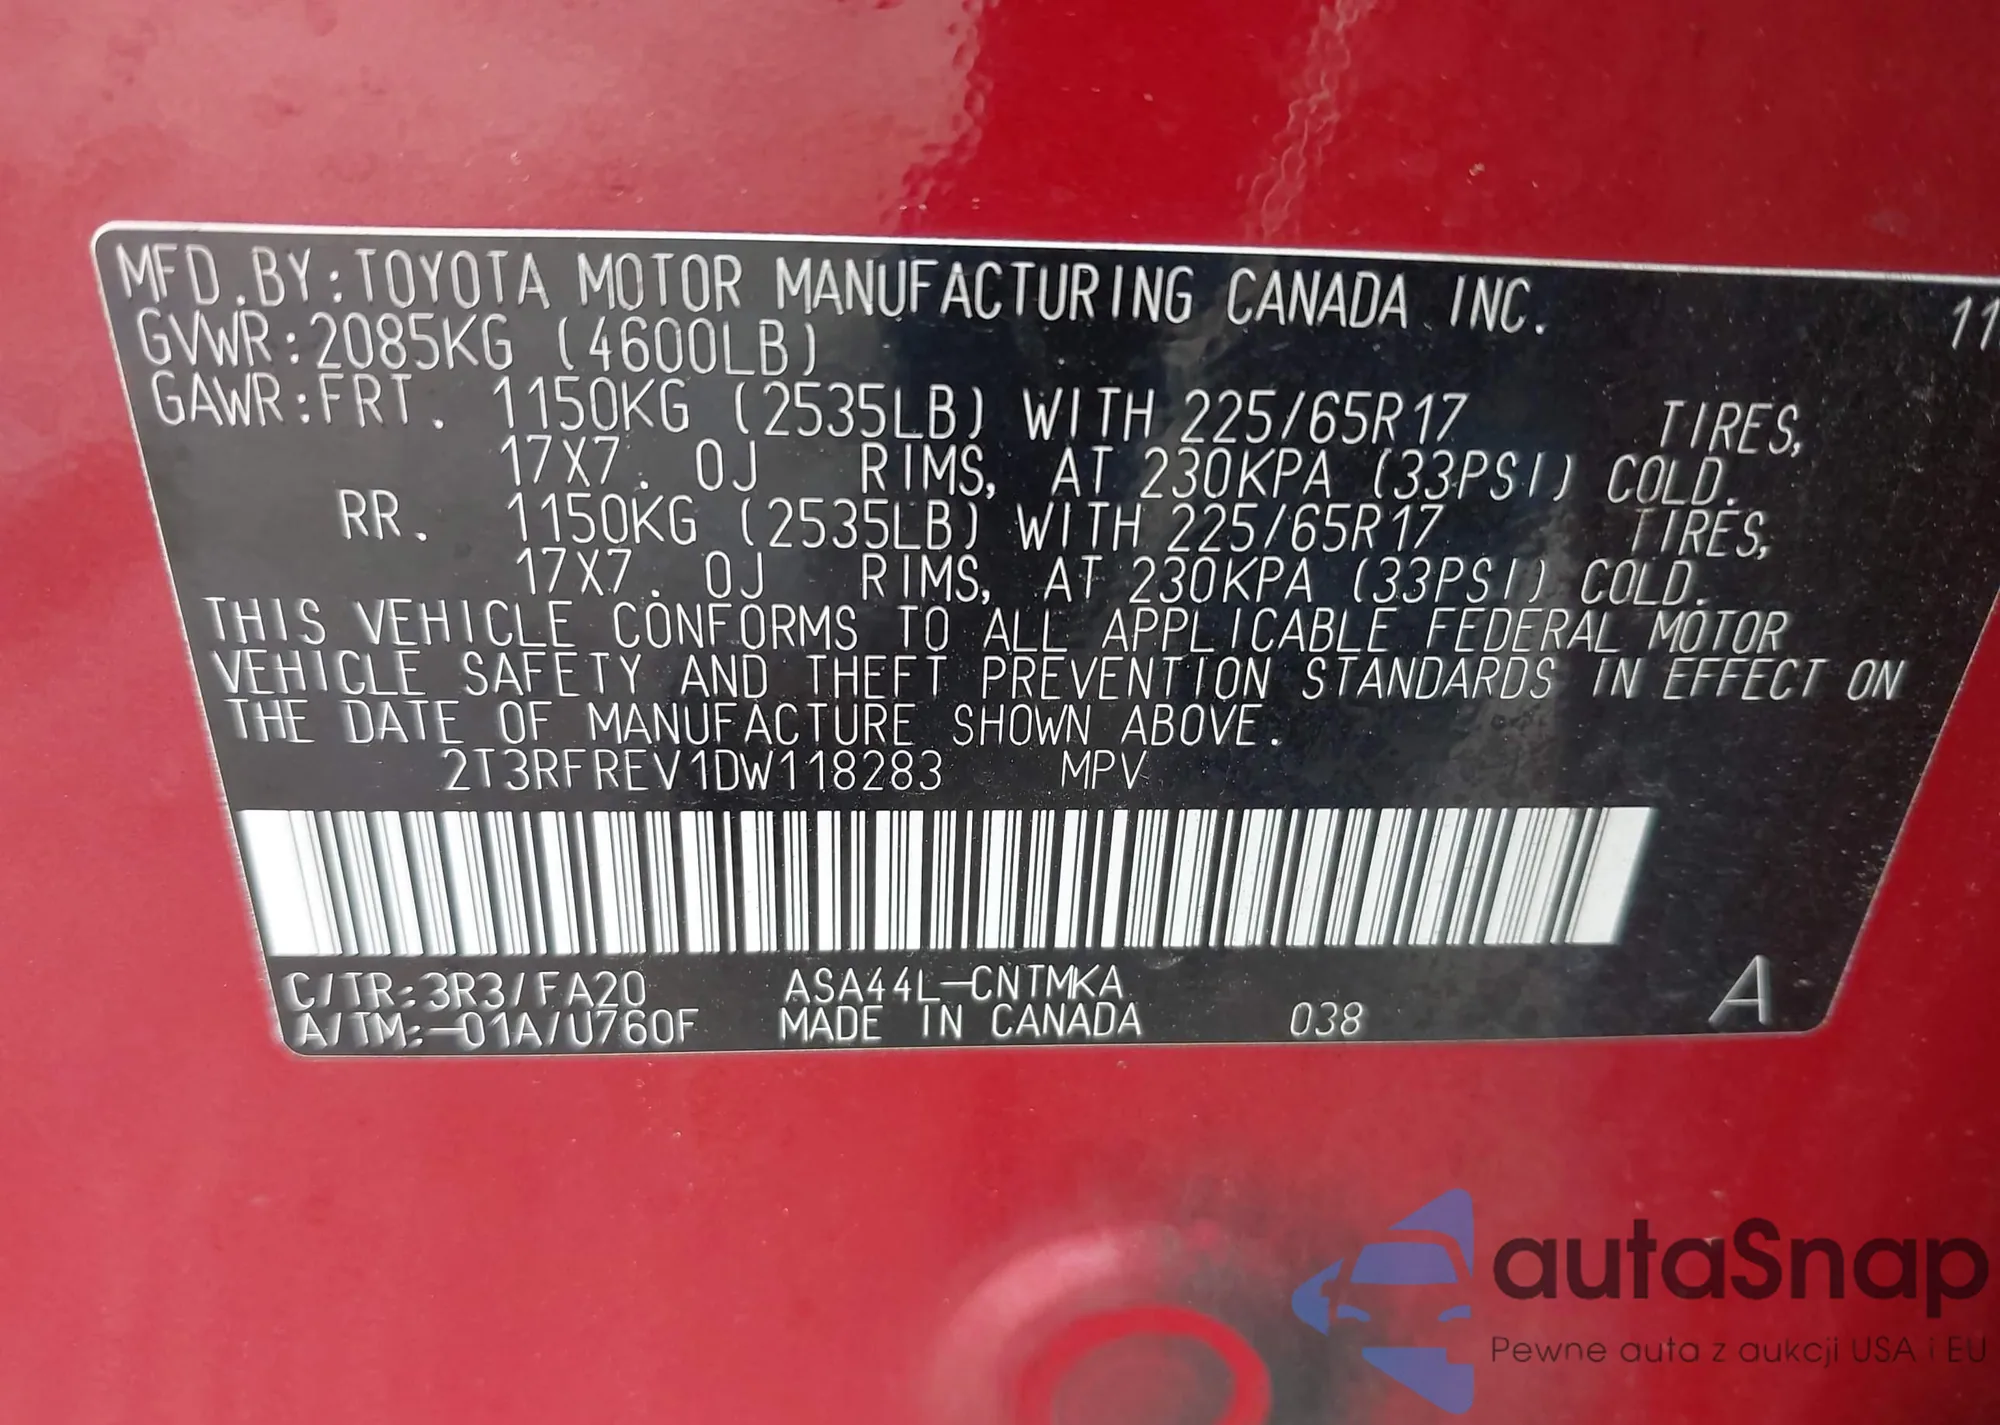 MFD.BY:TOYOTA MOTOR MANUFACTURING CANADA INC. 11
GVWR:2085KG (4600LB)
GAWR:FRT. 1150KG (2535LB) WITH 225/65R17 TIRES,
17X7. 0J RIMS, AT 230KPA (33PSI) COLD.
RR. 1150KG (2535LB) WITH 225/65R17 TIRES,
17X7. 0J RIMS, AT 230KPA (33PSI) COLD.
THIS VEHICLE CONFORMS TO ALL APPLICABLE FEDERAL MOTOR
VEHICLE SAFETY AND THEFT PREVENTION STANDARDS IN EFFECT ON
THE DATE OF MANUFACTURE SHOWN ABOVE.
2T3RFREV1DW118283 MPV
C/TR:3R3/FA20 ASA44L-CNTMKA
A/TM:-01A/U760F MADE IN CANADA 038 A
autaSnap
Pewne auta z aukcji USA i EU